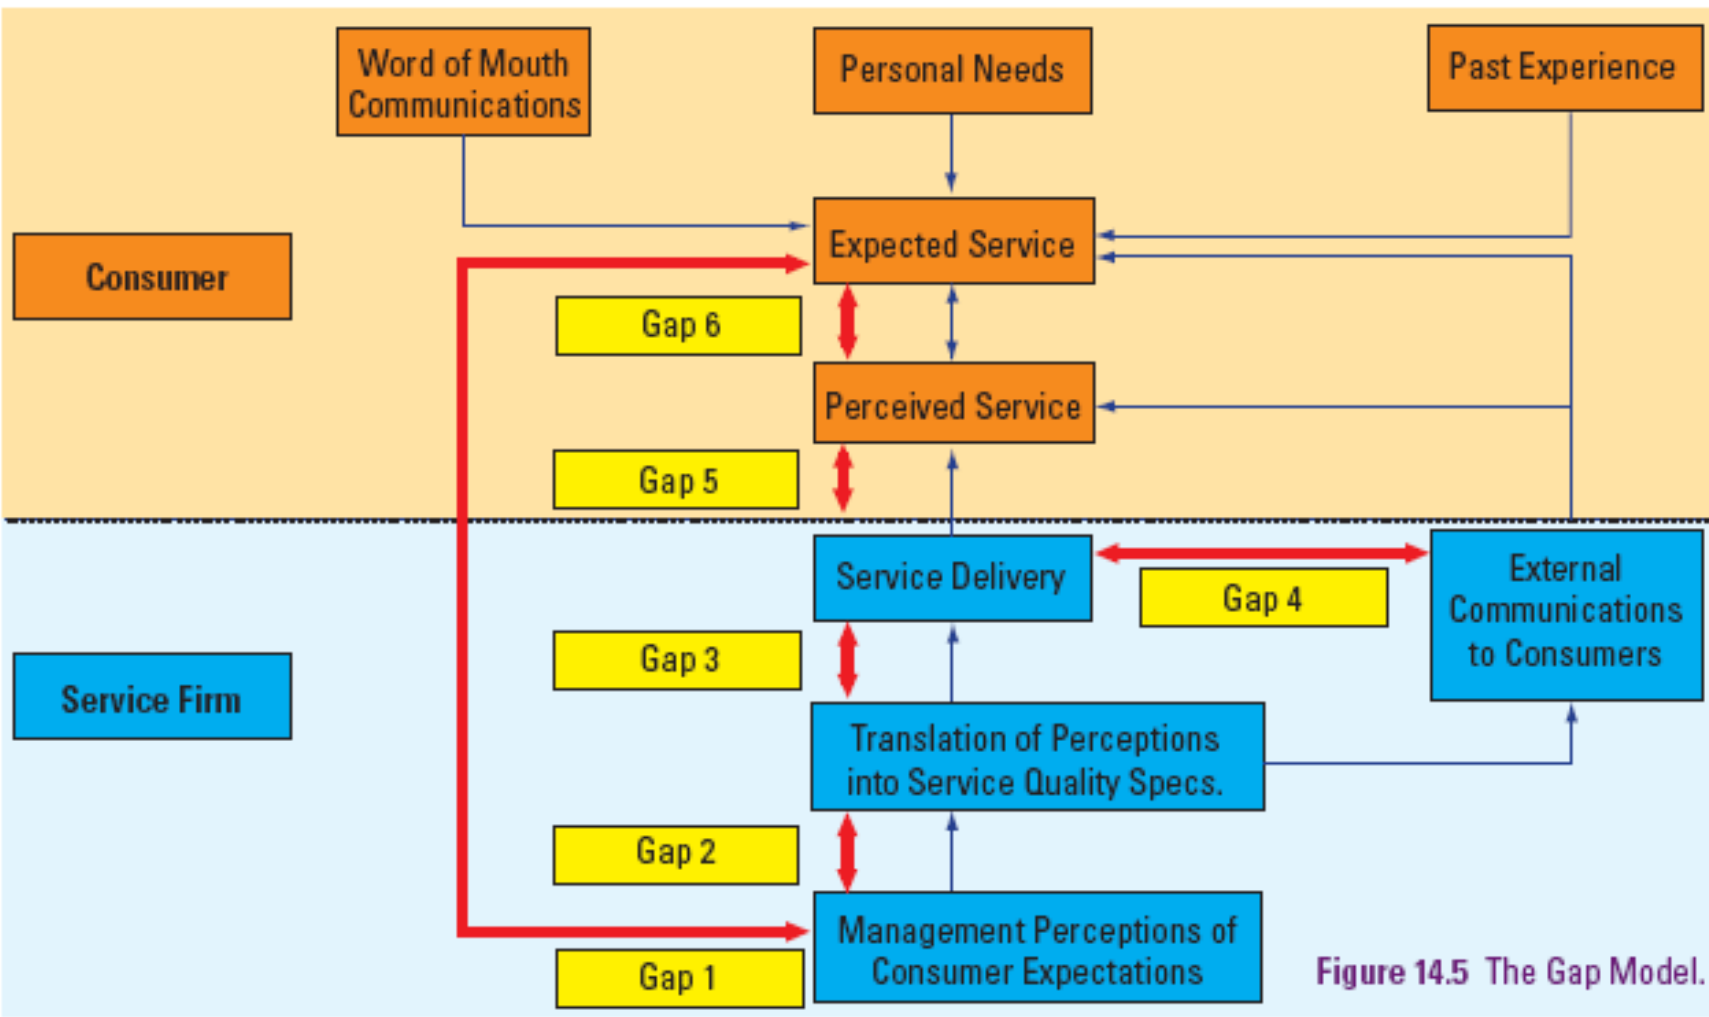 Word of Mouth
Communications
Personal Needs
Past Experience
Expected Service
Consumer
Gap 6
Perceived Service
Gap 5
Service Delivery
External
Communications
to Consumers
Gap 4
Gap 3
Service Firm
Translation of Perceptions
into Service Quality Specs.
Gap 2
Management Perceptions of
Consumer Expectations
Gap 1
Figure 14.5 The Gap Model.